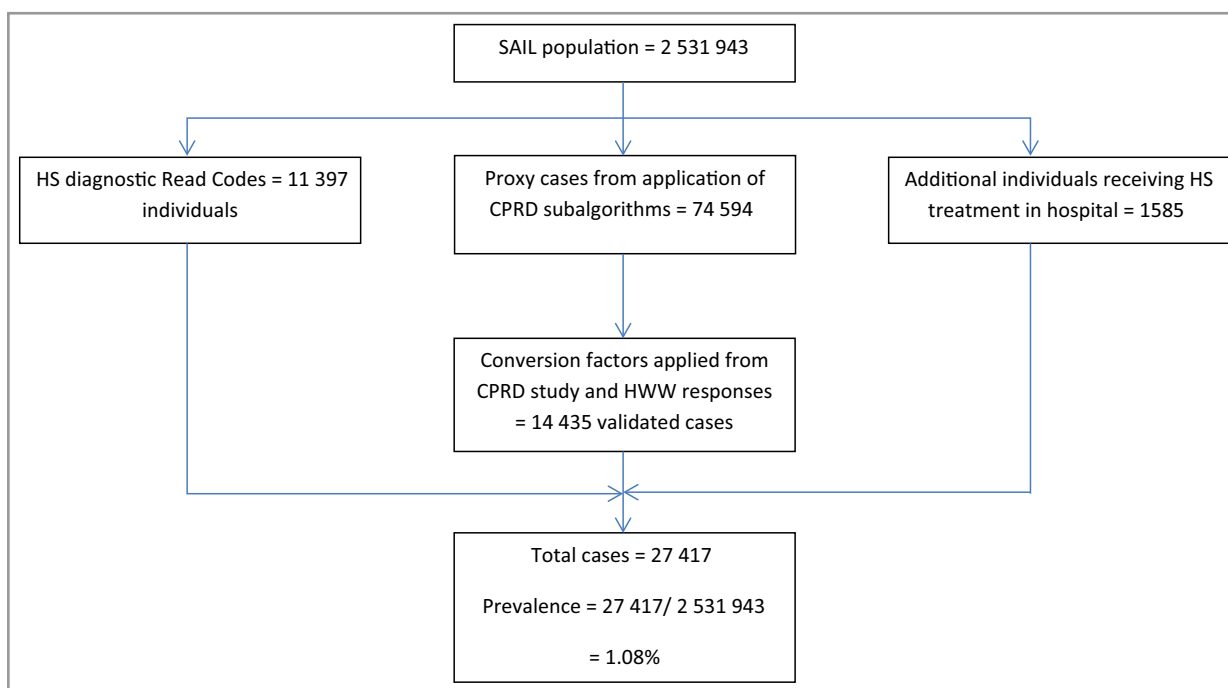 SAIL population = 2 531 943
HS diagnostic Read Codes = 11 397
individuals
Proxy cases from application of
CPRD subalgorithms = 74 594
Additional individuals receiving HS
treatment in hospital = 1585
Conversion factors applied from
CPRD study and HWW responses
= 14 435 validated cases
Total cases = 27 417
Prevalence = 27 417/ 2 531 943
= 1.08%